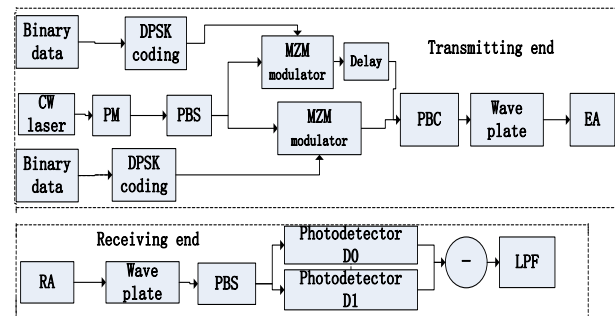 Binary
data
DPSK
coding
MZM
modulator
Delay
Transmitting end
CW
laser
PM
PBS
MZM
modulator
PBC
Wave
plate
EA
Binary
data
DPSK
coding
Receiving end
RA
Wave
plate
PBS
Photodetector
D0
Photodetector
D1
-
LPF